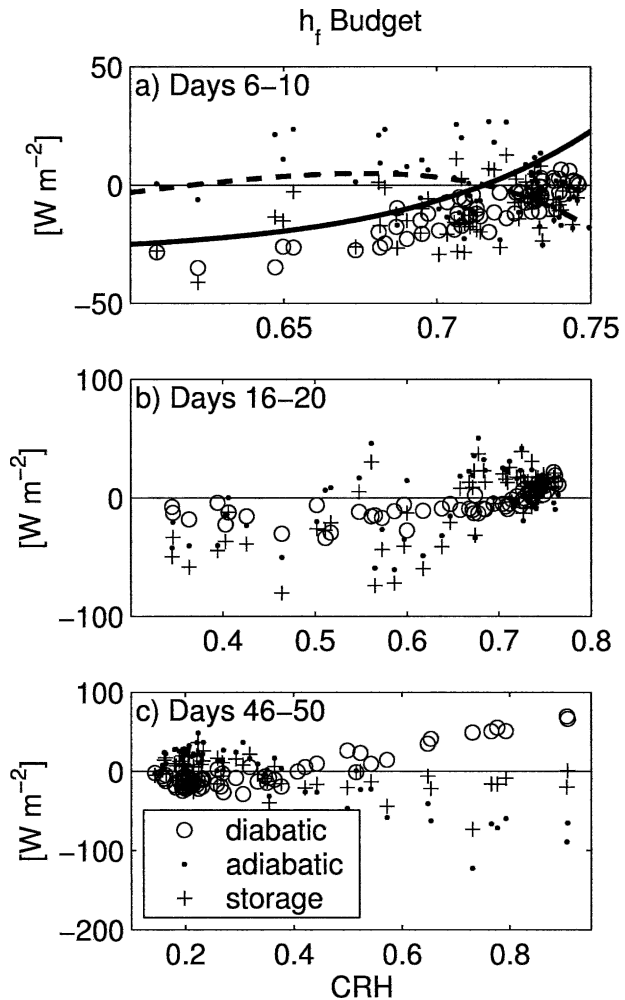 h_f Budget
a) Days 6−10
[W m⁻²]
50
0
−50
0.65
0.7
0.75
b) Days 16−20
[W m⁻²]
100
0
−100
0.4
0.5
0.6
0.7
0.8
c) Days 46−50
[W m⁻²]
100
0
−100
−200
diabatic
adiabatic
storage
0.2
0.4
0.6
0.8
CRH